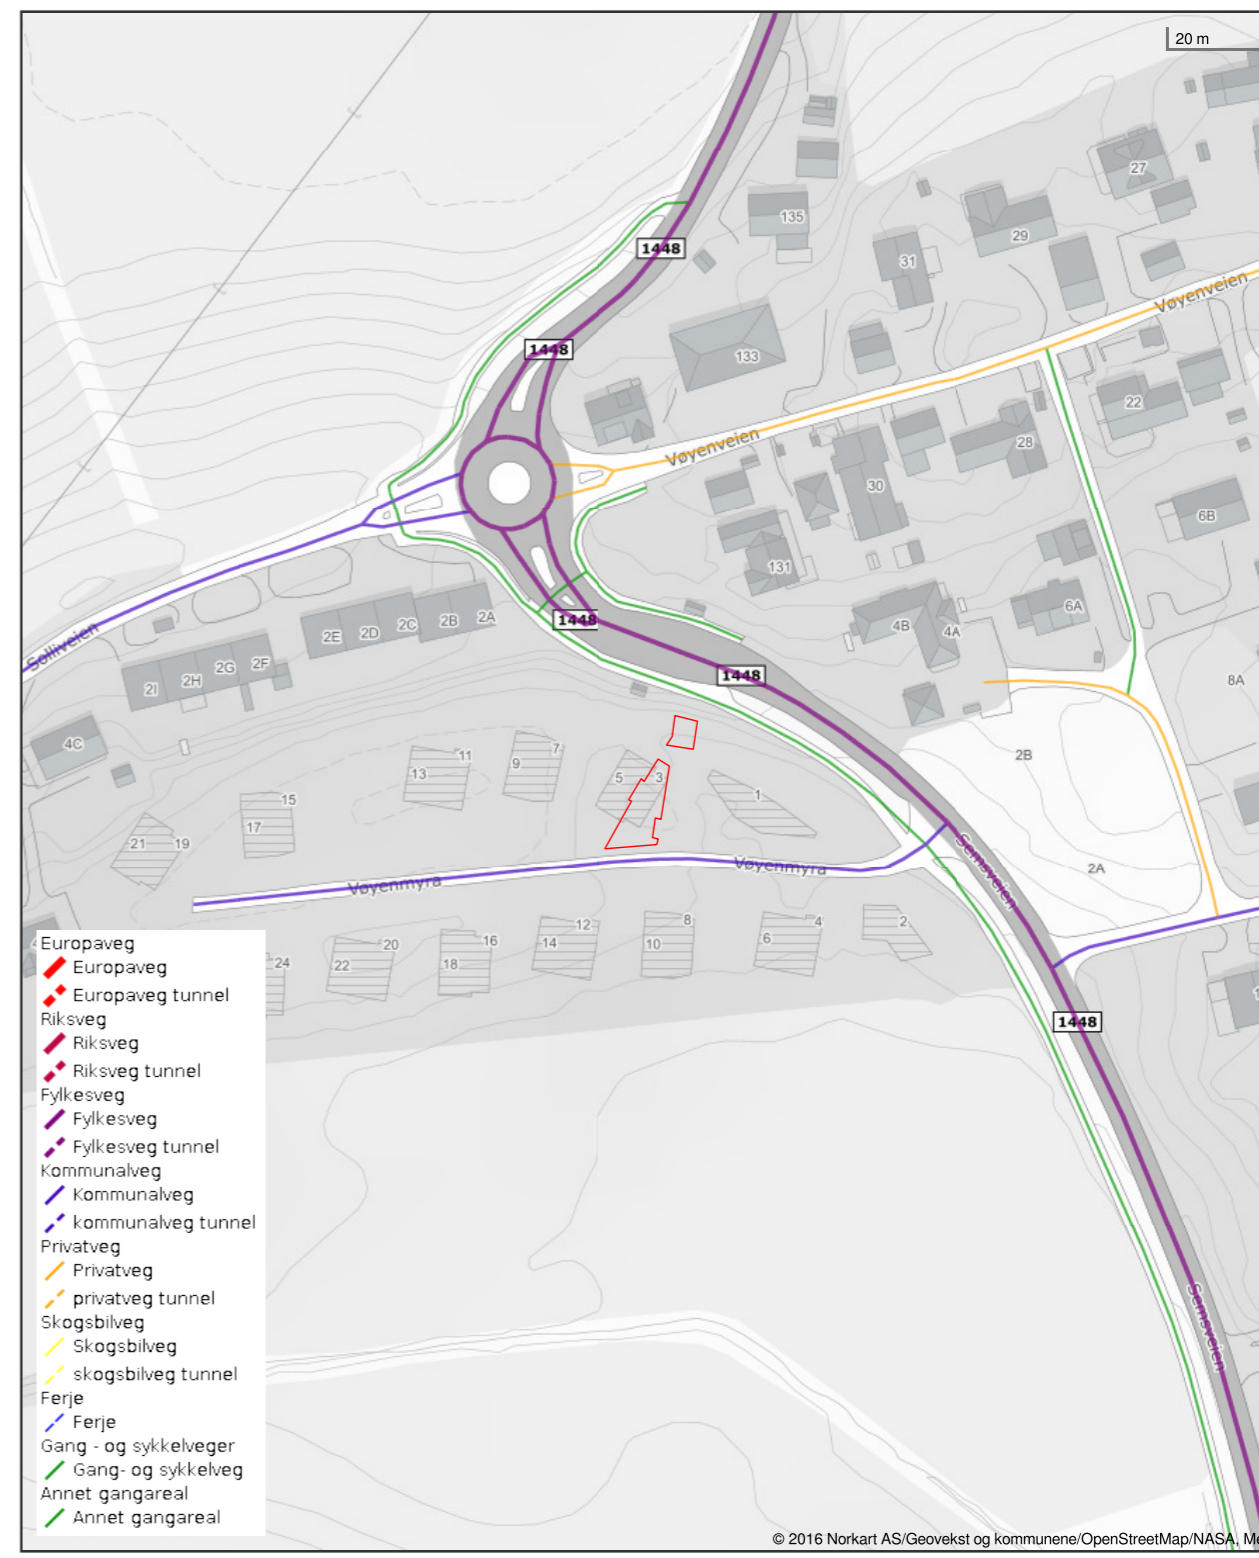 20 m
27
135
29
31
1448
Vøyenveien
133
1448
22
28
Vøyenveien
30
6B
131
6A
1448
4B
4A
2A
2B
2C
2D
2E
Solliveien
2F
2G
2H
2I
1448
8A
4C
2B
7
11
9
13
5
3
1
15
17
21
19
Semsveien
Vøyenmyra
Vøyenmyra
2A
4
2
8
12
6
10
14
16
20
18
22
24
1448
Semsveien
Europaveg
Europaveg
Europaveg tunnel
Riksveg
Riksveg
Riksveg tunnel
Fylkesveg
Fylkesveg
Fylkesveg tunnel
Kommunalveg
Kommunalveg
kommunalveg tunnel
Privatveg
Privatveg
privatveg tunnel
Skogsbilveg
Skogsbilveg
skogsbilveg tunnel
Ferje
Ferje
Gang - og sykkelveger
Gang- og sykkelveg
Annet gangareal
Annet gangareal
© 2016 Norkart AS/Geovekst og kommunene/OpenStreetMap/NASA, Me